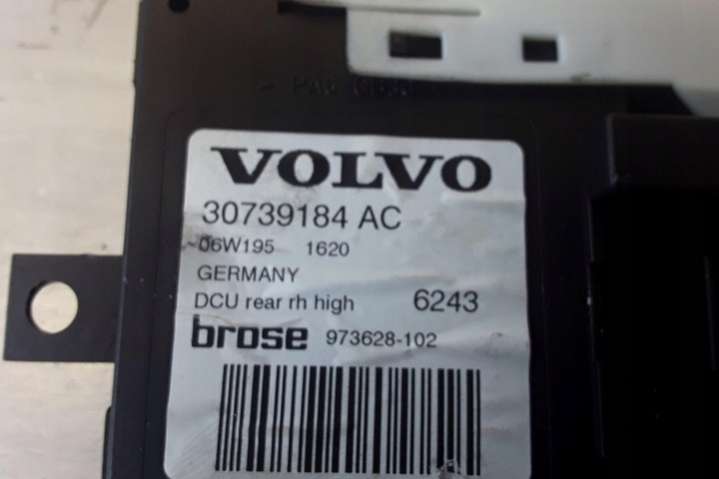 VOLVO
30739184 AC
06W195 1620
GERMANY
DCU rear rh high 6243
brose 973628-102